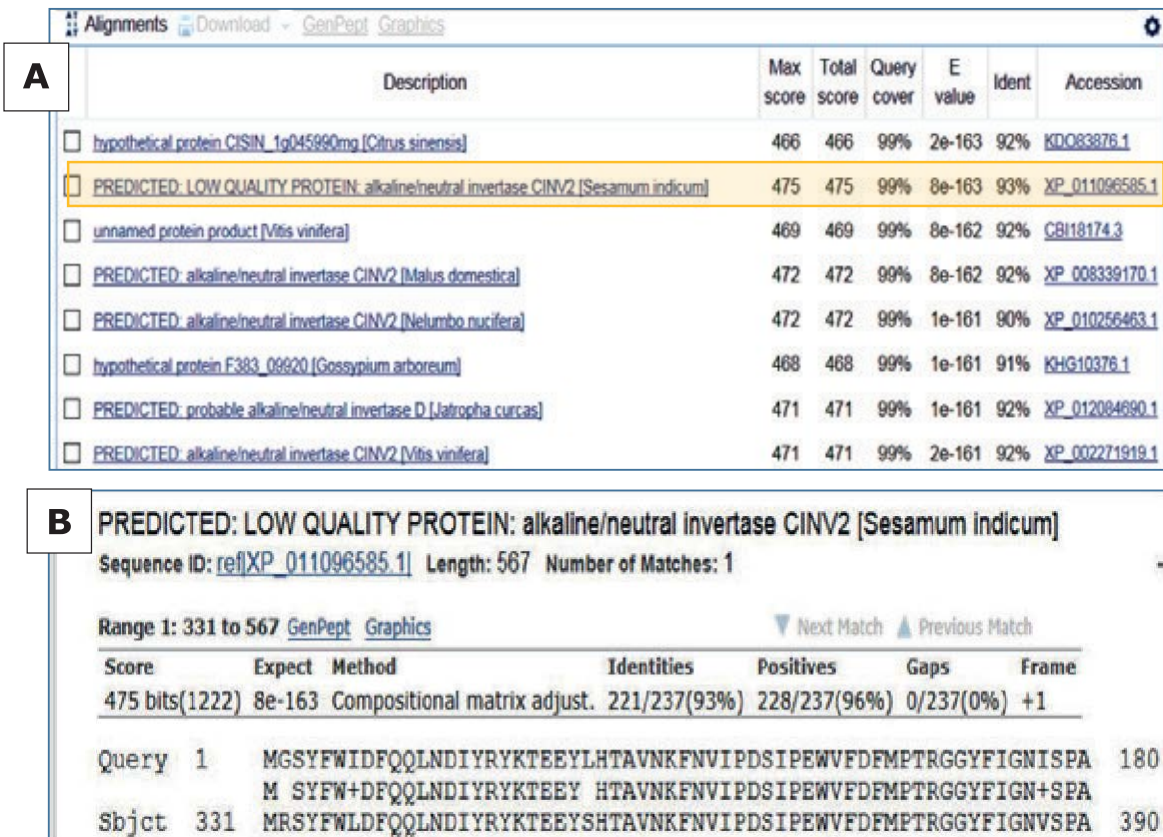 Alignments Download GenPept Graphics
A
Description Max score Total score Query cover E value Ident Accession
hypothetical protein CISIN_1g045990mg [Citrus sinensis] 466 466 99% 2e-163 92% KDO83876.1
PREDICTED: LOW QUALITY PROTEIN: alkaline/neutral invertase CINV2 [Sesamum indicum] 475 475 99% 8e-163 93% XP_011096585.1
unnamed protein product [Vitis vinifera] 469 469 99% 8e-162 92% CBI18174.3
PREDICTED: alkaline/neutral invertase CINV2 [Malus domestica] 472 472 99% 8e-162 92% XP_008339170.1
PREDICTED: alkaline/neutral invertase CINV2 [Nelumbo nucifera] 472 472 99% 1e-161 90% XP_010256463.1
hypothetical protein F383_09920 [Gossypium arboreum] 468 468 99% 1e-161 91% KHG10376.1
PREDICTED: probable alkaline/neutral invertase D [Jatropha curcas] 471 471 99% 1e-161 92% XP_012084690.1
PREDICTED: alkaline/neutral invertase CINV2 [Vitis vinifera] 471 471 99% 2e-161 92% XP_002271919.1
B
PREDICTED: LOW QUALITY PROTEIN: alkaline/neutral invertase CINV2 [Sesamum indicum]
Sequence ID: ref|XP_011096585.1| Length: 567 Number of Matches: 1
Range 1: 331 to 567 GenPept Graphics Next Match Previous Match
Score Expect Method Identities Positives Gaps Frame
475 bits(1222) 8e-163 Compositional matrix adjust. 221/237(93%) 228/237(96%) 0/237(0%) +1
Query 1 MGSYFWIDFQQLNDIYRYKTEEYLHTAVNKFNVIPDSIPEWVFDFMPTRGGYFIGNISPA 180
M SYFW+DFQQLNDIYRYKTEEY HTAVNKFNVIPDSIPEWVFDFMPTRGGYFIGN+SPA
Sbjct 331 MRSYFWLDFQQLNDIYRYKTEEYSHTAVNKFNVIPDSIPEWVFDFMPTRGGYFIGNVSPA 390